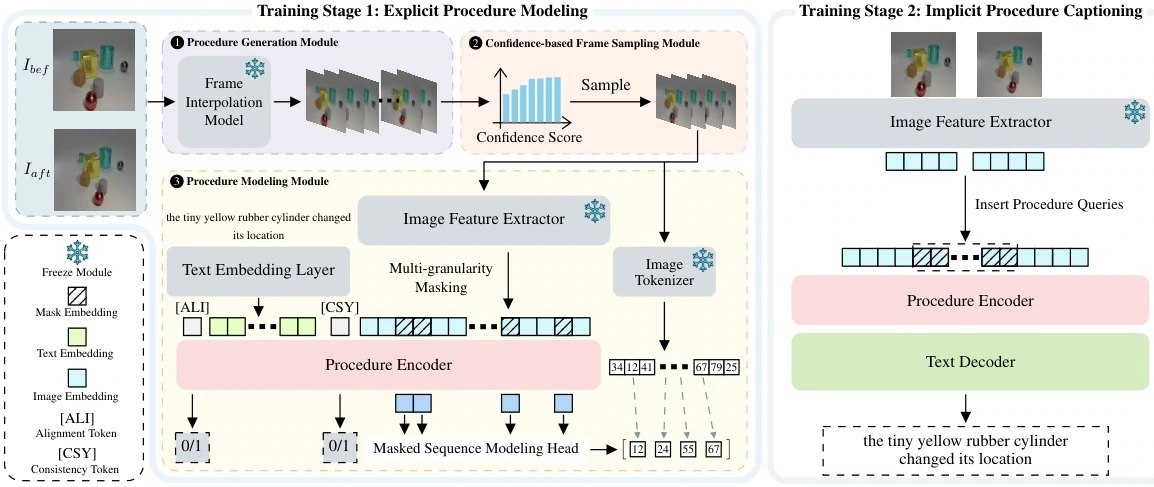 Training Stage 1: Explicit Procedure Modeling
I_bef
I_aft
1 Procedure Generation Module
Frame
Interpolation
Model
2 Confidence-based Frame Sampling Module
Confidence Score
Sample
3 Procedure Modeling Module
the tiny yellow rubber cylinder changed
its location
Text Embedding Layer
Image Feature Extractor
Multi-granularity
Masking
Image
Tokenizer
[ALI]
[CSY]
Procedure Encoder
34 12 41 67 79 25
0/1
0/1
Masked Sequence Modeling Head
[ 12 24 55 67 ]
Freeze Module
Mask Embedding
Text Embedding
Image Embedding
[ALI]
Alignment Token
[CSY]
Consistency Token
Training Stage 2: Implicit Procedure Captioning
Image Feature Extractor
Insert Procedure Queries
Procedure Encoder
Text Decoder
the tiny yellow rubber cylinder
changed its location